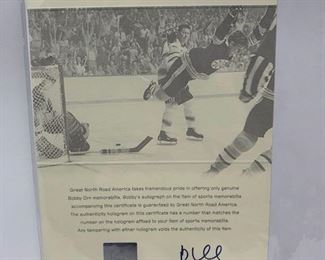 Great North Road America takes tremendous pride in offering only genuine
Bobby Orr memorabilia. Bobby's autograph on the item of sports memorabilia
accompanying this certificate is guaranteed by Great North Road America.
The authenticity hologram on this certificate has a number that matches the
number on the hologram affixed to your item of sports memorabilia.
Any tampering with either hologram voids the authenticity of this item.